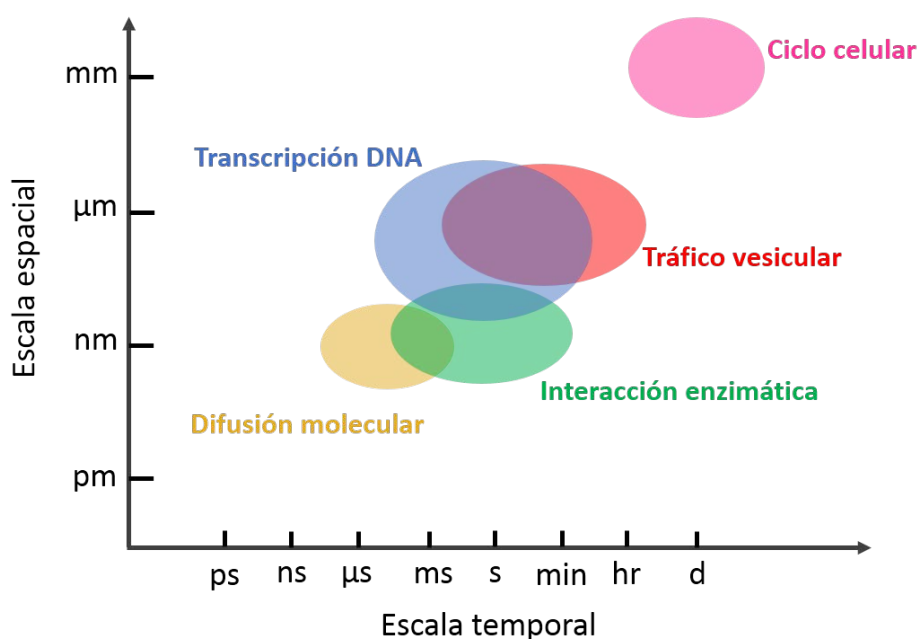 Ciclo celular
mm
Transcripción DNA
μm
Tráfico vesicular
nm
Interacción enzimática
Difusión molecular
pm
Escala espacial
ps ns μs ms s min hr d
Escala temporal